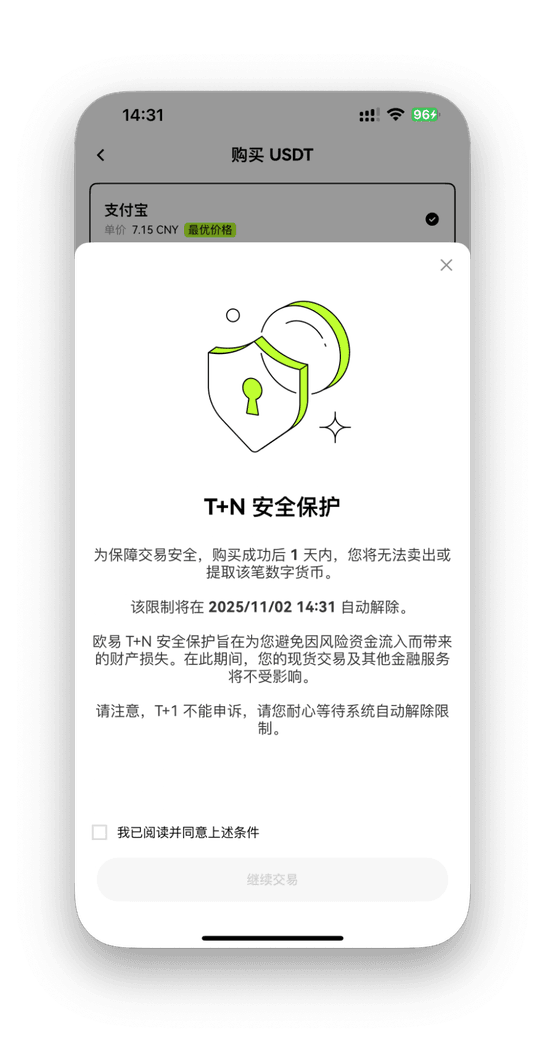 14:31
96
购买 USDT
支付宝
单价 7.15 CNY 最优价格
T+N 安全保护
为保障交易安全，购买成功后 1 天内，您将无法卖出或
提取该笔数字货币。
该限制将在 2025/11/02 14:31 自动解除。
欧易 T+N 安全保护旨在为您避免因风险资金流入而带来
的财产损失。在此期间，您的现货交易及其他金融服务
将不受影响。
请注意，T+1 不能申诉，请您耐心等待系统自动解除限
制。
我已阅读并同意上述条件
继续交易